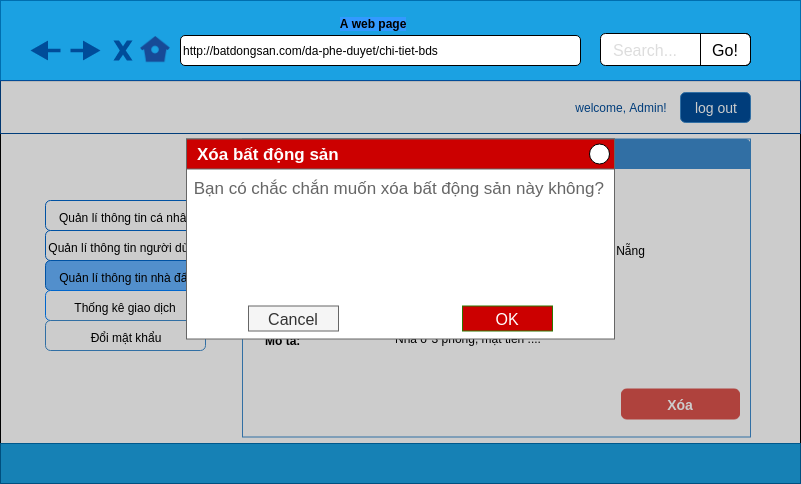 A web page
http://batdongsan.com/da-phe-duyet/chi-tiet-bds
Search...
Go!
welcome, Admin!
log out
Xóa bất động sản
Bạn có chắc chắn muốn xóa bất động sản này không?
Quản lí thông tin cá nhâ
Quản lí thông tin người dù
Quản lí thông tin nhà đấ
Thống kê giao dịch
Đổi mật khẩu
Nẵng
Cancel
OK
Mô tả:
Nhà ở 3 phòng, mặt tiền ....
Xóa